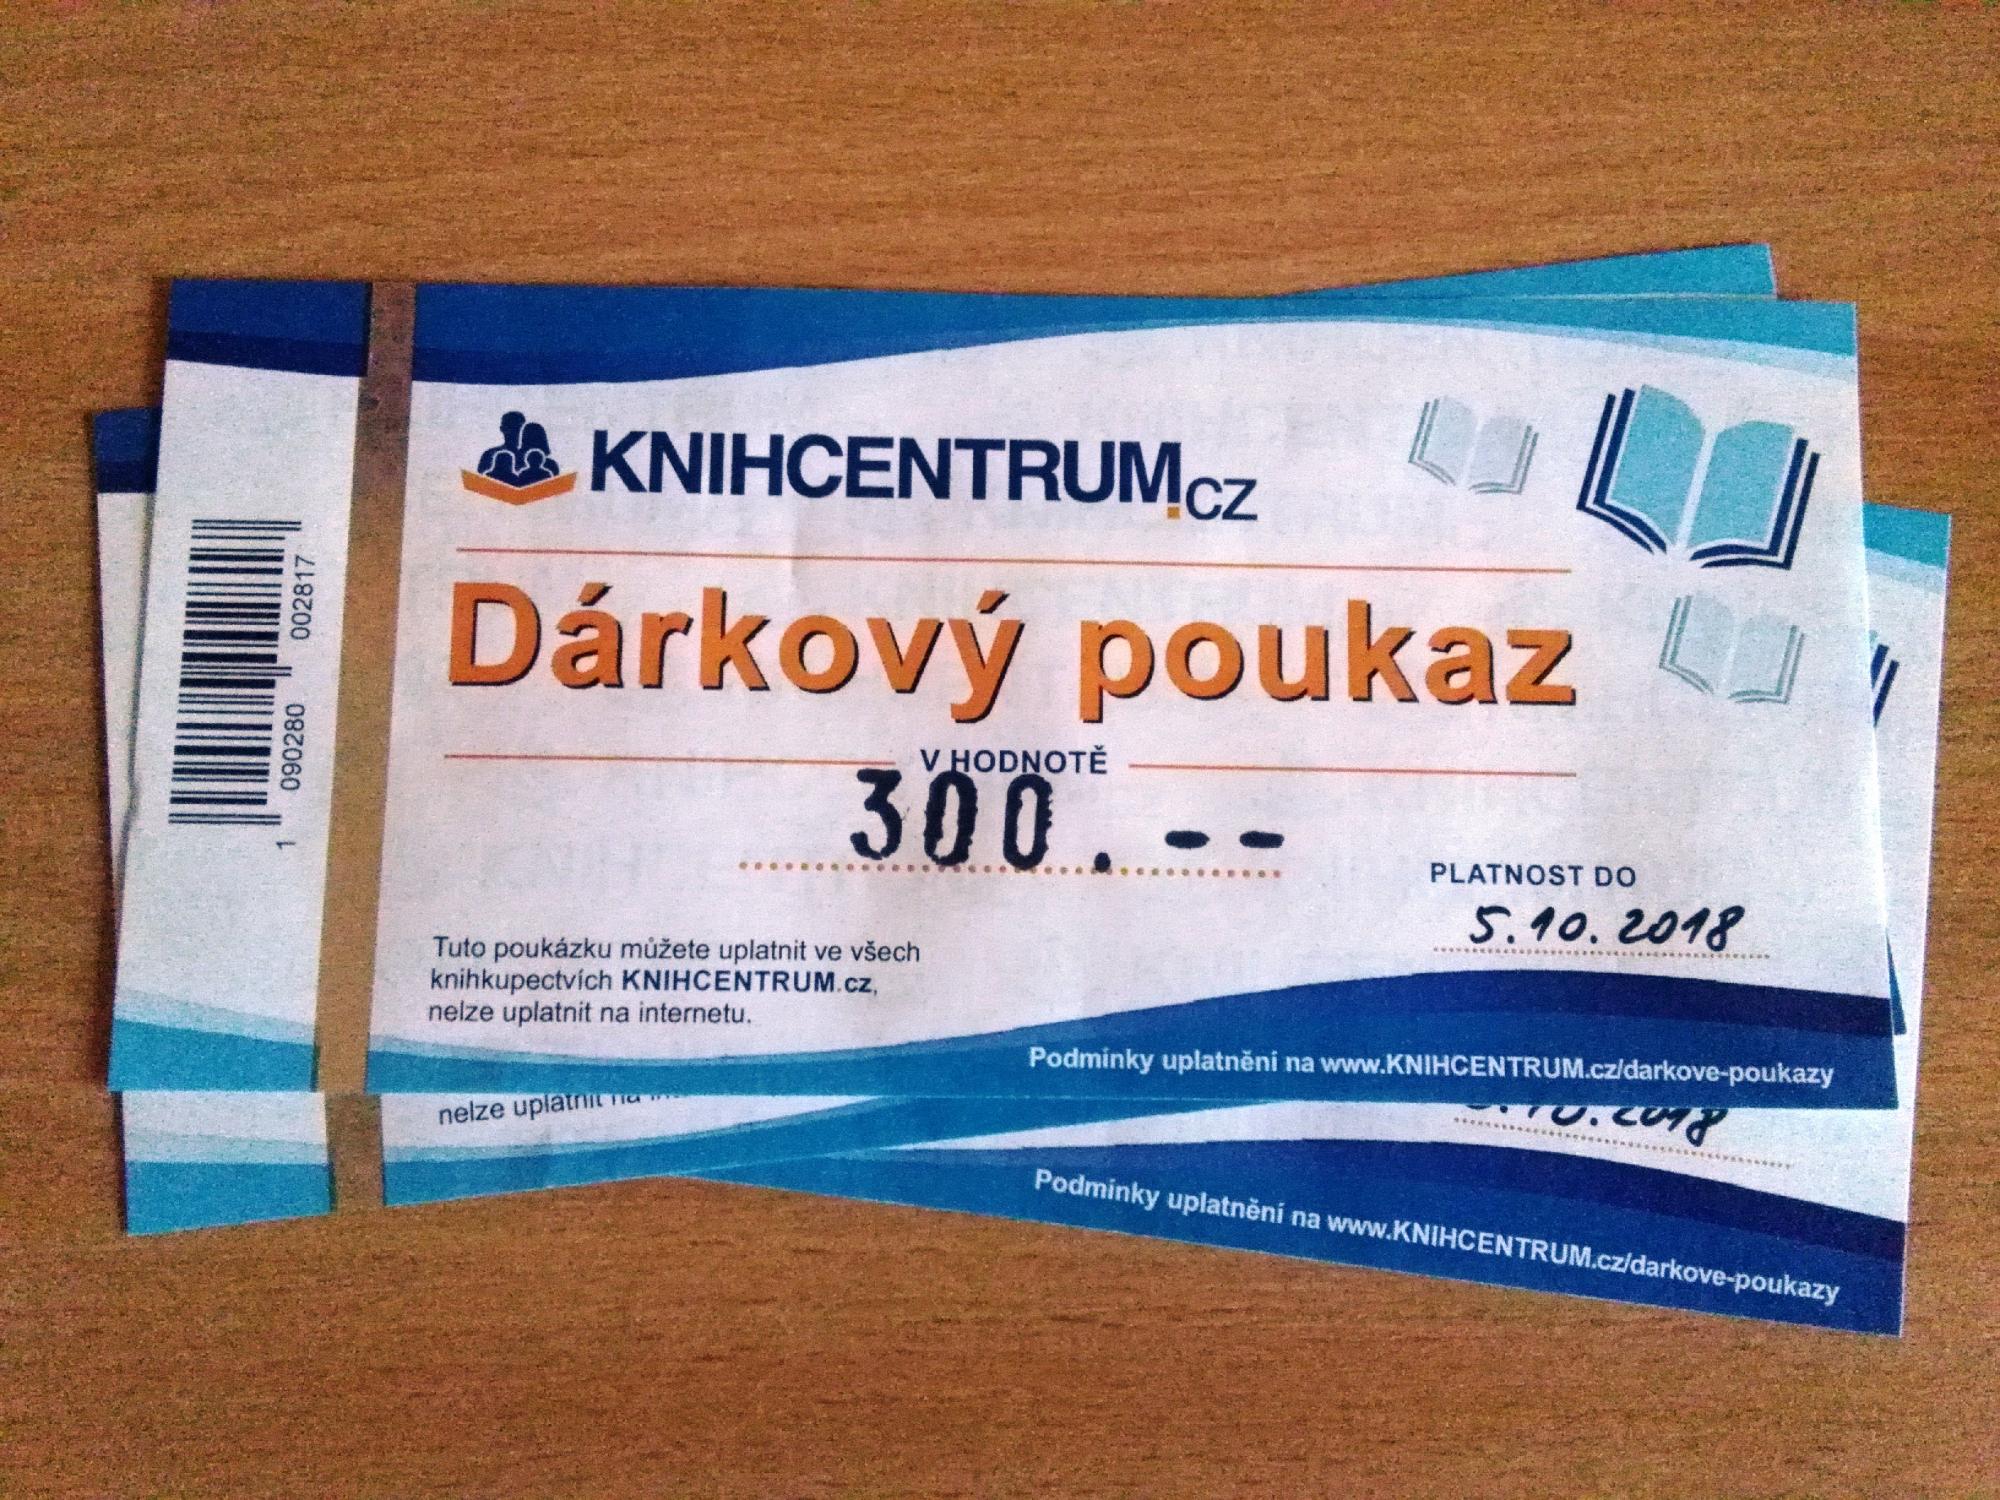 KNIHCENTRUM.CZ
Dárkový poukaz
V HODNOTĚ
300.--
PLATNOST DO
5.10.2018
Tuto poukázku můžete uplatnit ve všech
knihkupectvích KNIHCENTRUM.cz,
nelze uplatnit na internetu.
Podmínky uplatnění na www.KNIHCENTRUM.cz/darkove-poukazy
1 090280 002817
nelze uplatnit na
.10.2018
Podmínky uplatnění na www.KNIHCENTRUM.cz/darkove-poukazy